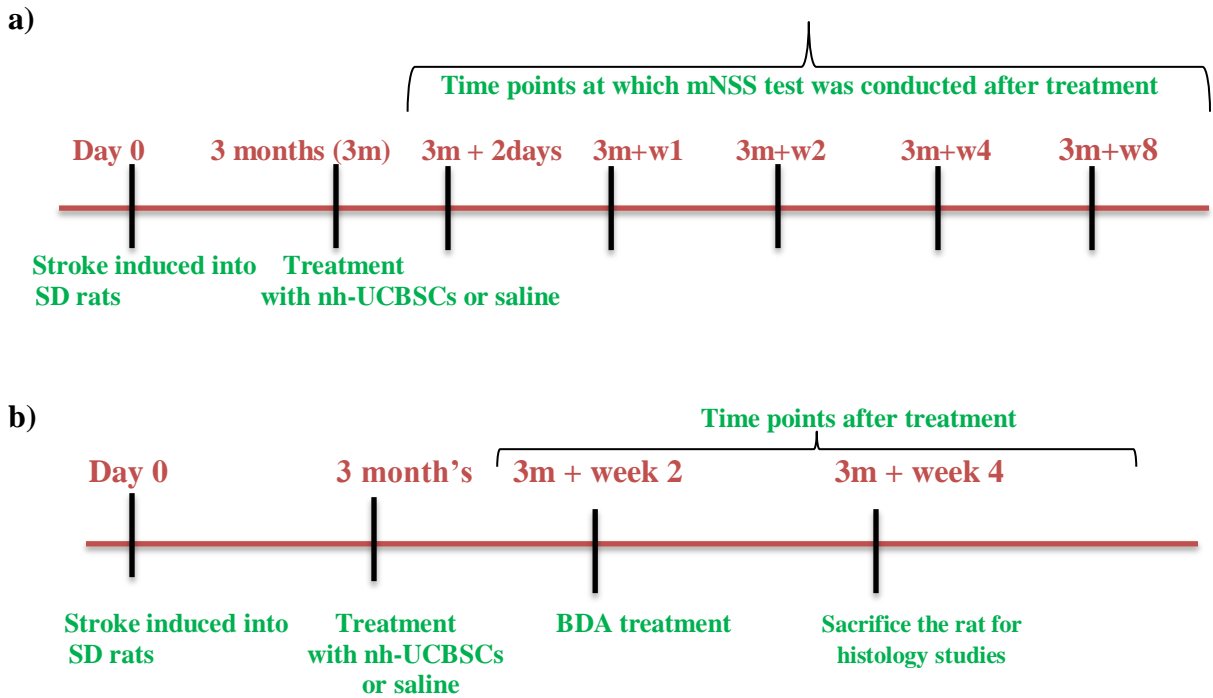 a)
Time points at which mNSS test was conducted after treatment
Day 0 3 months (3m) 3m + 2days 3m+w1 3m+w2 3m+w4 3m+w8
Stroke induced into
SD rats
Treatment
with nh-UCBSCs or saline
b)
Time points after treatment
Day 0 3 month's 3m + week 2 3m + week 4
Stroke induced into
SD rats
Treatment
with nh-UCBSCs
or saline
BDA treatment
Sacrifice the rat for
histology studies